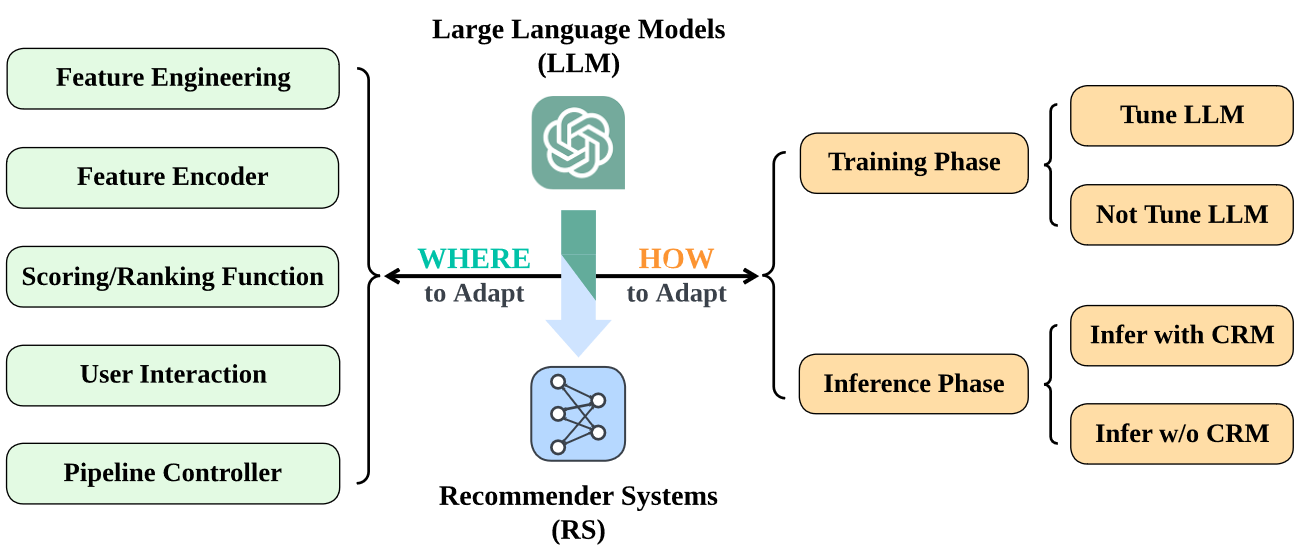 Large Language Models
(LLM)
Feature Engineering
Feature Encoder
Scoring/Ranking Function
User Interaction
Pipeline Controller
WHERE
to Adapt
HOW
to Adapt
Recommender Systems
(RS)
Training Phase
Tune LLM
Not Tune LLM
Inference Phase
Infer with CRM
Infer w/o CRM